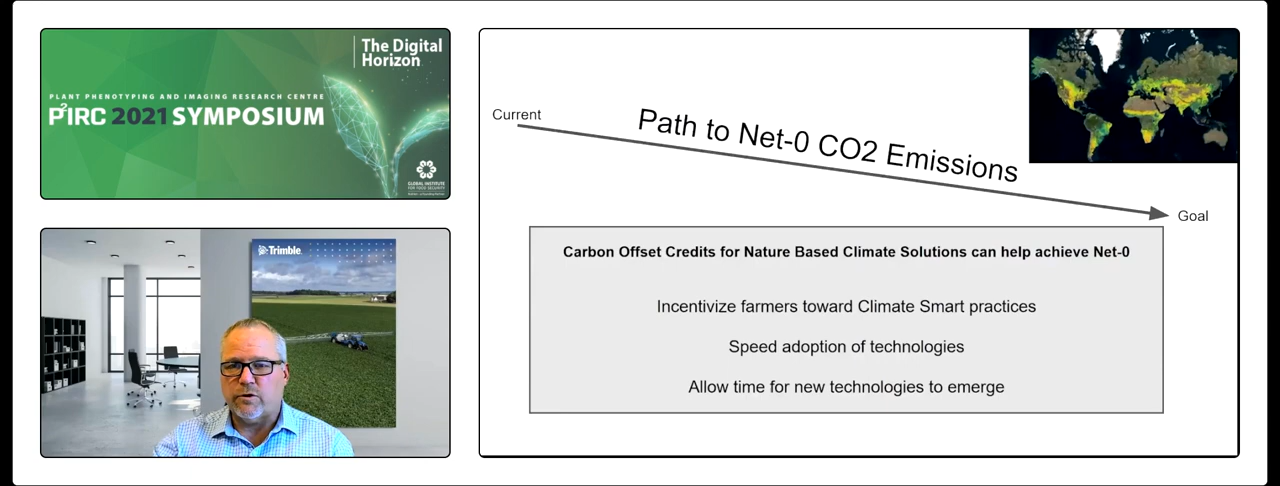 The Digital
Horizon
PLANT PHENOTYPING AND IMAGING RESEARCH CENTRE
P²IRC 2021 SYMPOSIUM
GLOBAL INSTITUTE
FOR FOOD SECURITY
Trimble
Current
Path to Net-0 CO2 Emissions
Goal
Carbon Offset Credits for Nature Based Climate Solutions can help achieve Net-0
Incentivize farmers toward Climate Smart practices
Speed adoption of technologies
Allow time for new technologies to emerge